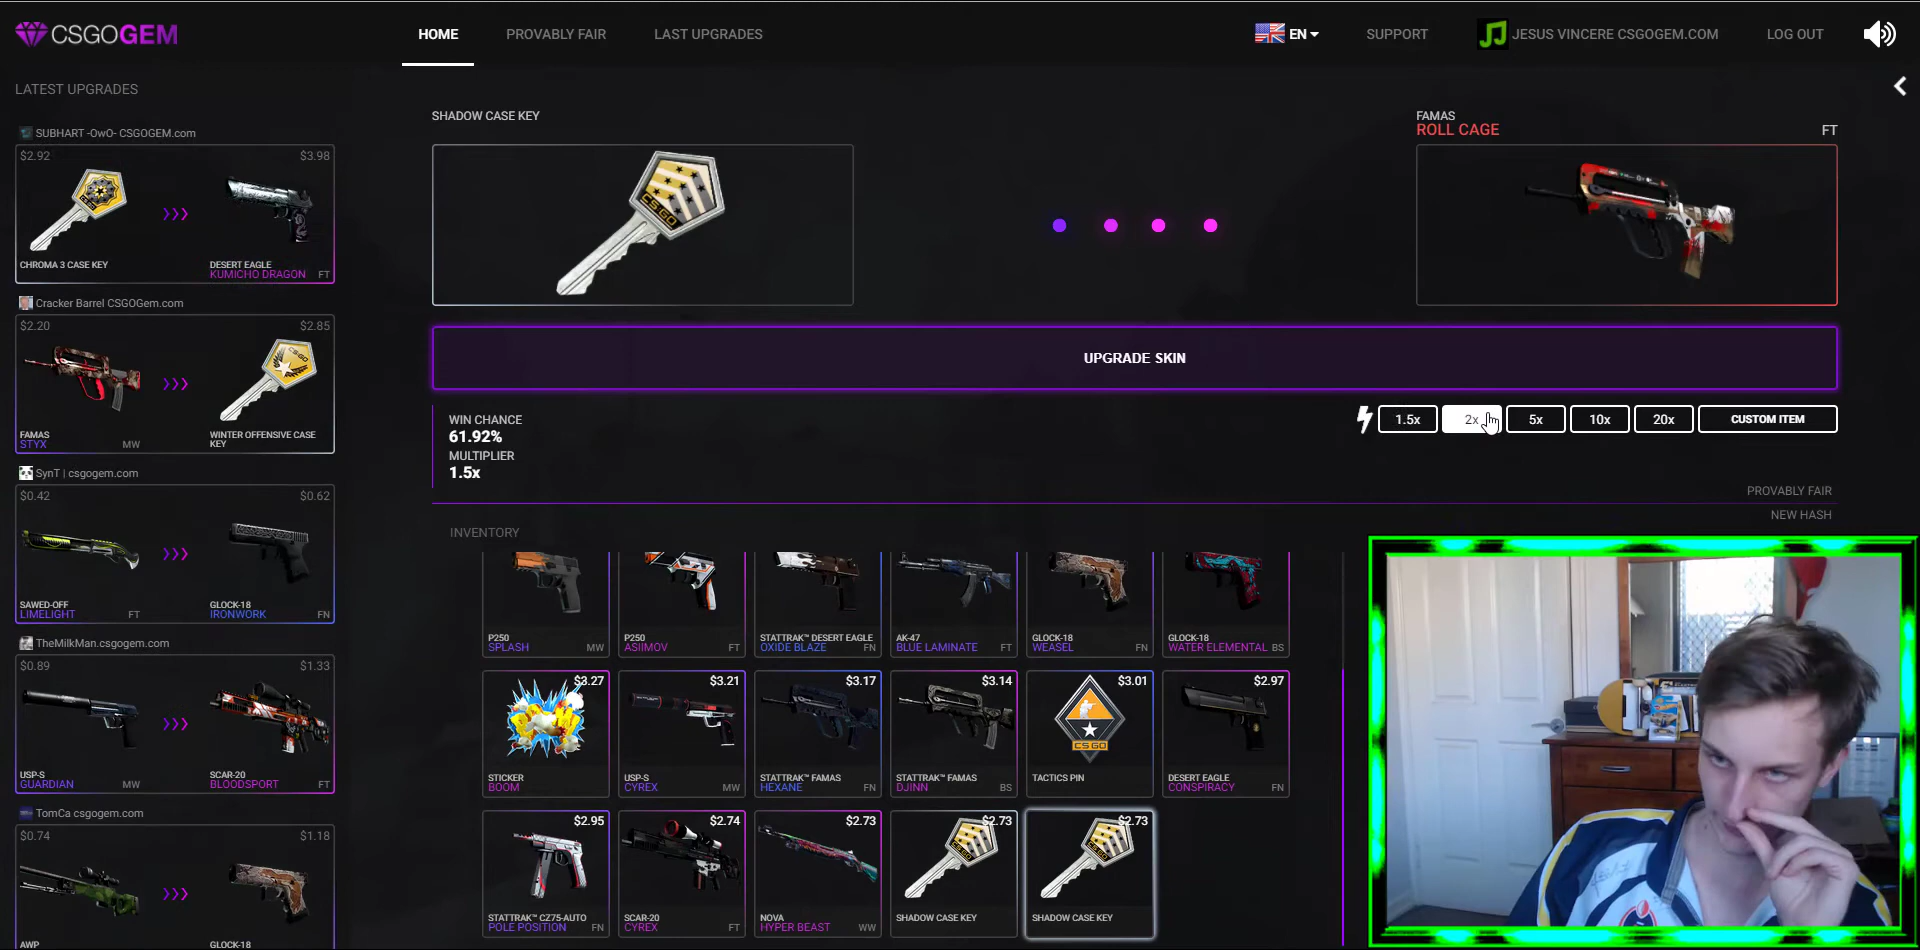 CSGOGEM
HOME
PROVABLY FAIR
LAST UPGRADES
EN
SUPPORT
JESUS VINCERE CSGOGEM.COM
LOG OUT
LATEST UPGRADES
SUBHART -OwO- CSGOGEM.com
$2.92
$3.98
CHROMA 3 CASE KEY
DESERT EAGLE
KUMICHO DRAGON
FT
Cracker Barrel CSGOGem.com
$2.20
$2.85
FAMAS
STYX
MW
WINTER OFFENSIVE CASE
KEY
SynT | csgogem.com
$0.42
$0.62
SAWED-OFF
LIMELIGHT
FT
GLOCK-18
IRONWORK
FN
TheMilkMan.csgogem.com
$0.89
$1.33
USP-S
GUARDIAN
MW
SCAR-20
BLOODSPORT
FT
TomCa csgogem.com
$0.74
$1.18
AWP
GLOCK-18
SHADOW CASE KEY
CS GO
FAMAS
ROLL CAGE
FT
UPGRADE SKIN
WIN CHANCE
61.92%
MULTIPLIER
1.5x
1.5x
2x
5x
10x
20x
CUSTOM ITEM
PROVABLY FAIR
NEW HASH
INVENTORY
P250
SPLASH
MW
P250
ASIIMOV
FT
STATTRAK™ DESERT EAGLE
OXIDE BLAZE
FN
AK-47
BLUE LAMINATE
FT
GLOCK-18
WEASEL
FN
GLOCK-18
WATER ELEMENTAL
BS
$3.27
STICKER
BOOM
$3.21
USP-S
CYREX
MW
$3.17
STATTRAK™ FAMAS
HEXANE
FN
$3.14
STATTRAK™ FAMAS
DJINN
BS
$3.01
CS GO
TACTICS PIN
$2.97
DESERT EAGLE
CONSPIRACY
FN
$2.95
STATTRAK™ CZ75-AUTO
POLE POSITION
FN
$2.74
SCAR-20
CYREX
FT
$2.73
NOVA
HYPER BEAST
WW
$2.73
SHADOW CASE KEY
$2.73
SHADOW CASE KEY